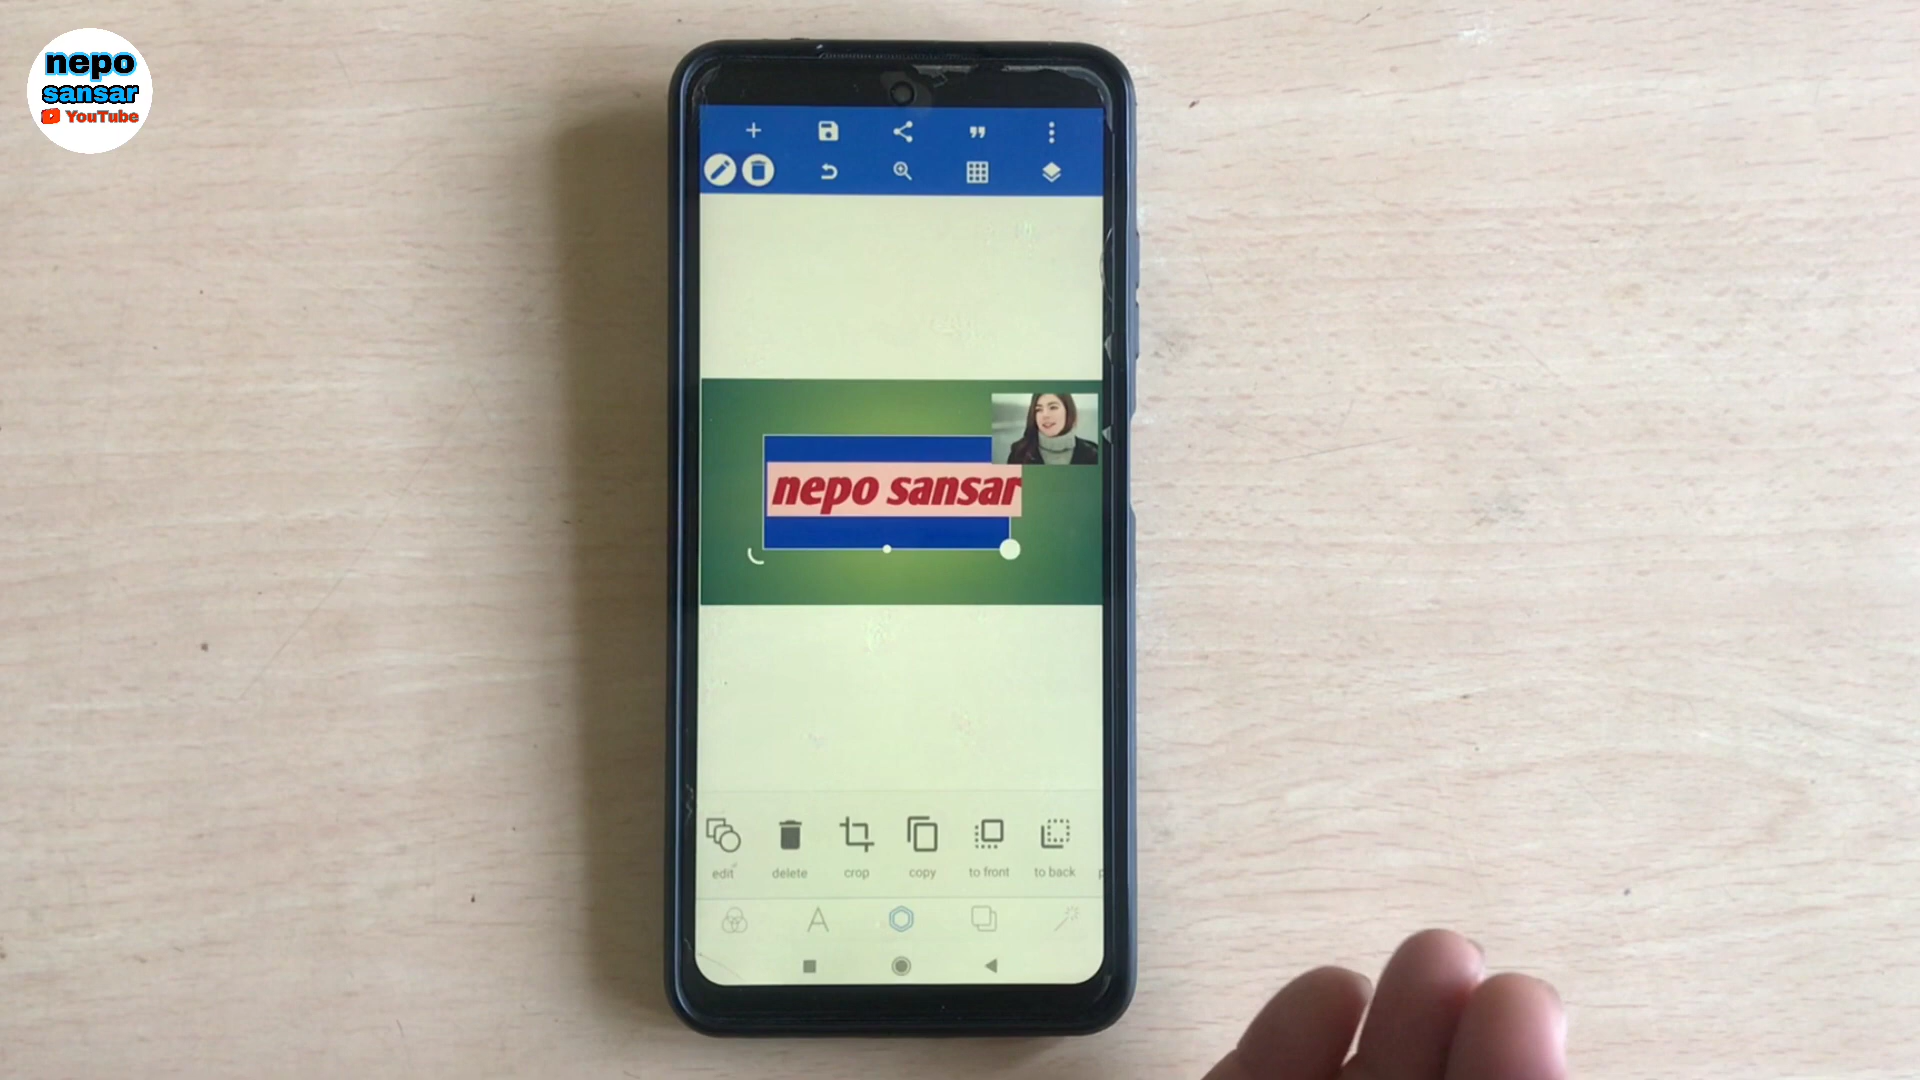 nepo
sansar
YouTube
nepo sansar
edit
delete
crop
copy
to front
to back